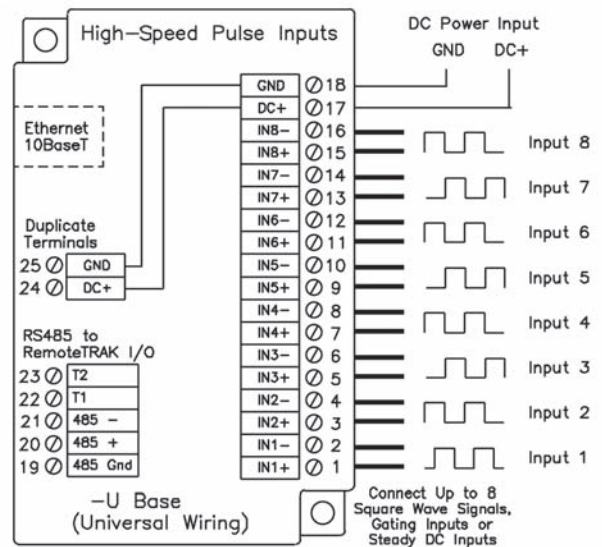 High-Speed Pulse Inputs
DC Power Input
GND DC+
GND 18
DC+ 17
IN8- 16
IN8+ 15
IN7- 14
IN7+ 13
IN6- 12
IN6+ 11
IN5- 10
IN5+ 9
IN4- 8
IN4+ 7
IN3- 6
IN3+ 5
IN2- 4
IN2+ 3
IN1- 2
IN1+ 1
Input 8
Input 7
Input 6
Input 5
Input 4
Input 3
Input 2
Input 1
Ethernet
10BaseT
Duplicate
Terminals
25 GND
24 DC+
RS485 to
RemoteTRAK I/O
23 T2
22 T1
21 485 -
20 485 +
19 485 Gnd
-U Base
(Universal Wiring)
Connect Up to 8
Square Wave Signals,
Gating Inputs or
Steady DC Inputs